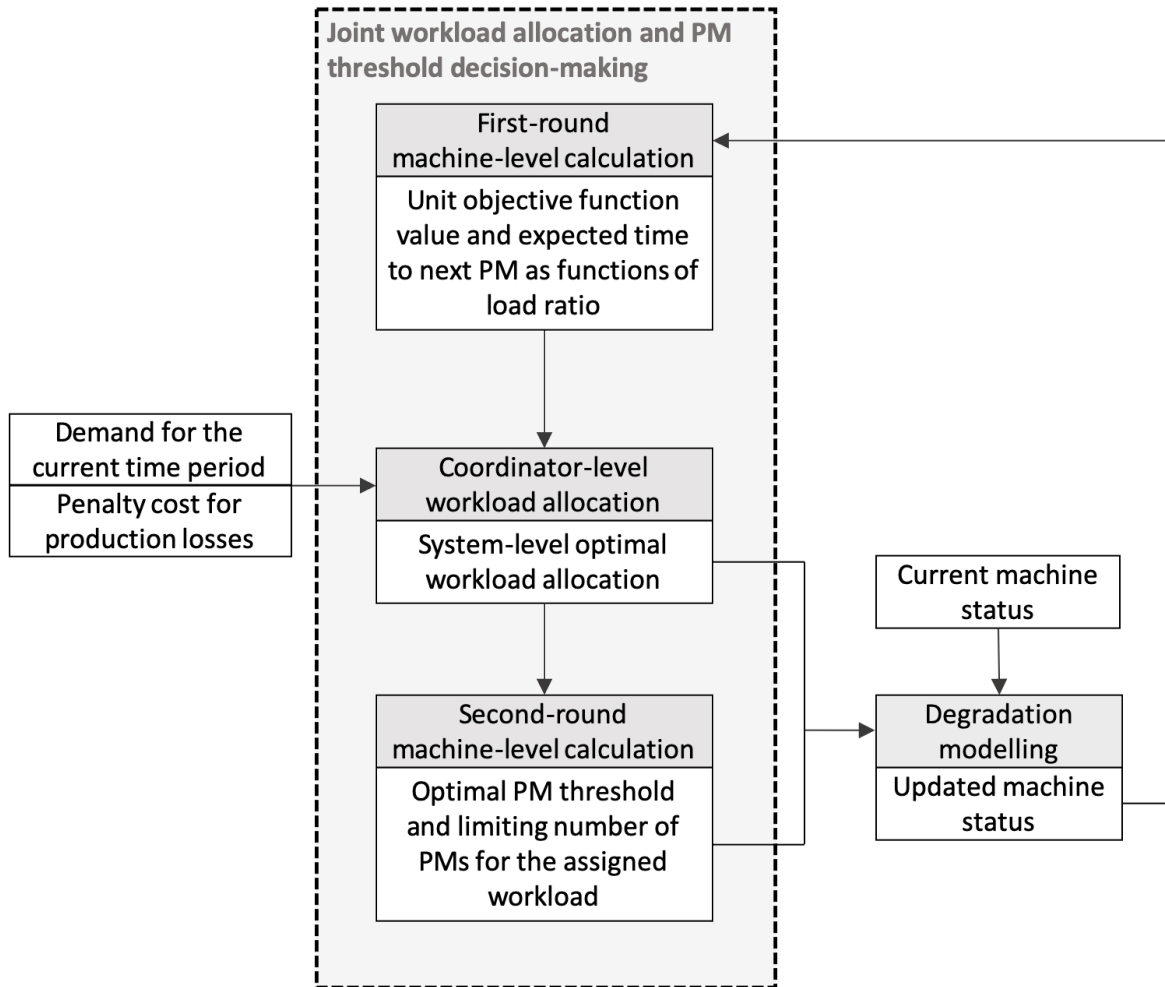 Joint workload allocation and PM
threshold decision-making
First-round
machine-level calculation
Unit objective function
value and expected time
to next PM as functions of
load ratio
Demand for the
current time period
Penalty cost for
production losses
Coordinator-level
workload allocation
System-level optimal
workload allocation
Second-round
machine-level calculation
Optimal PM threshold
and limiting number of
PMs for the assigned
workload
Current machine
status
Degradation
modelling
Updated machine
status